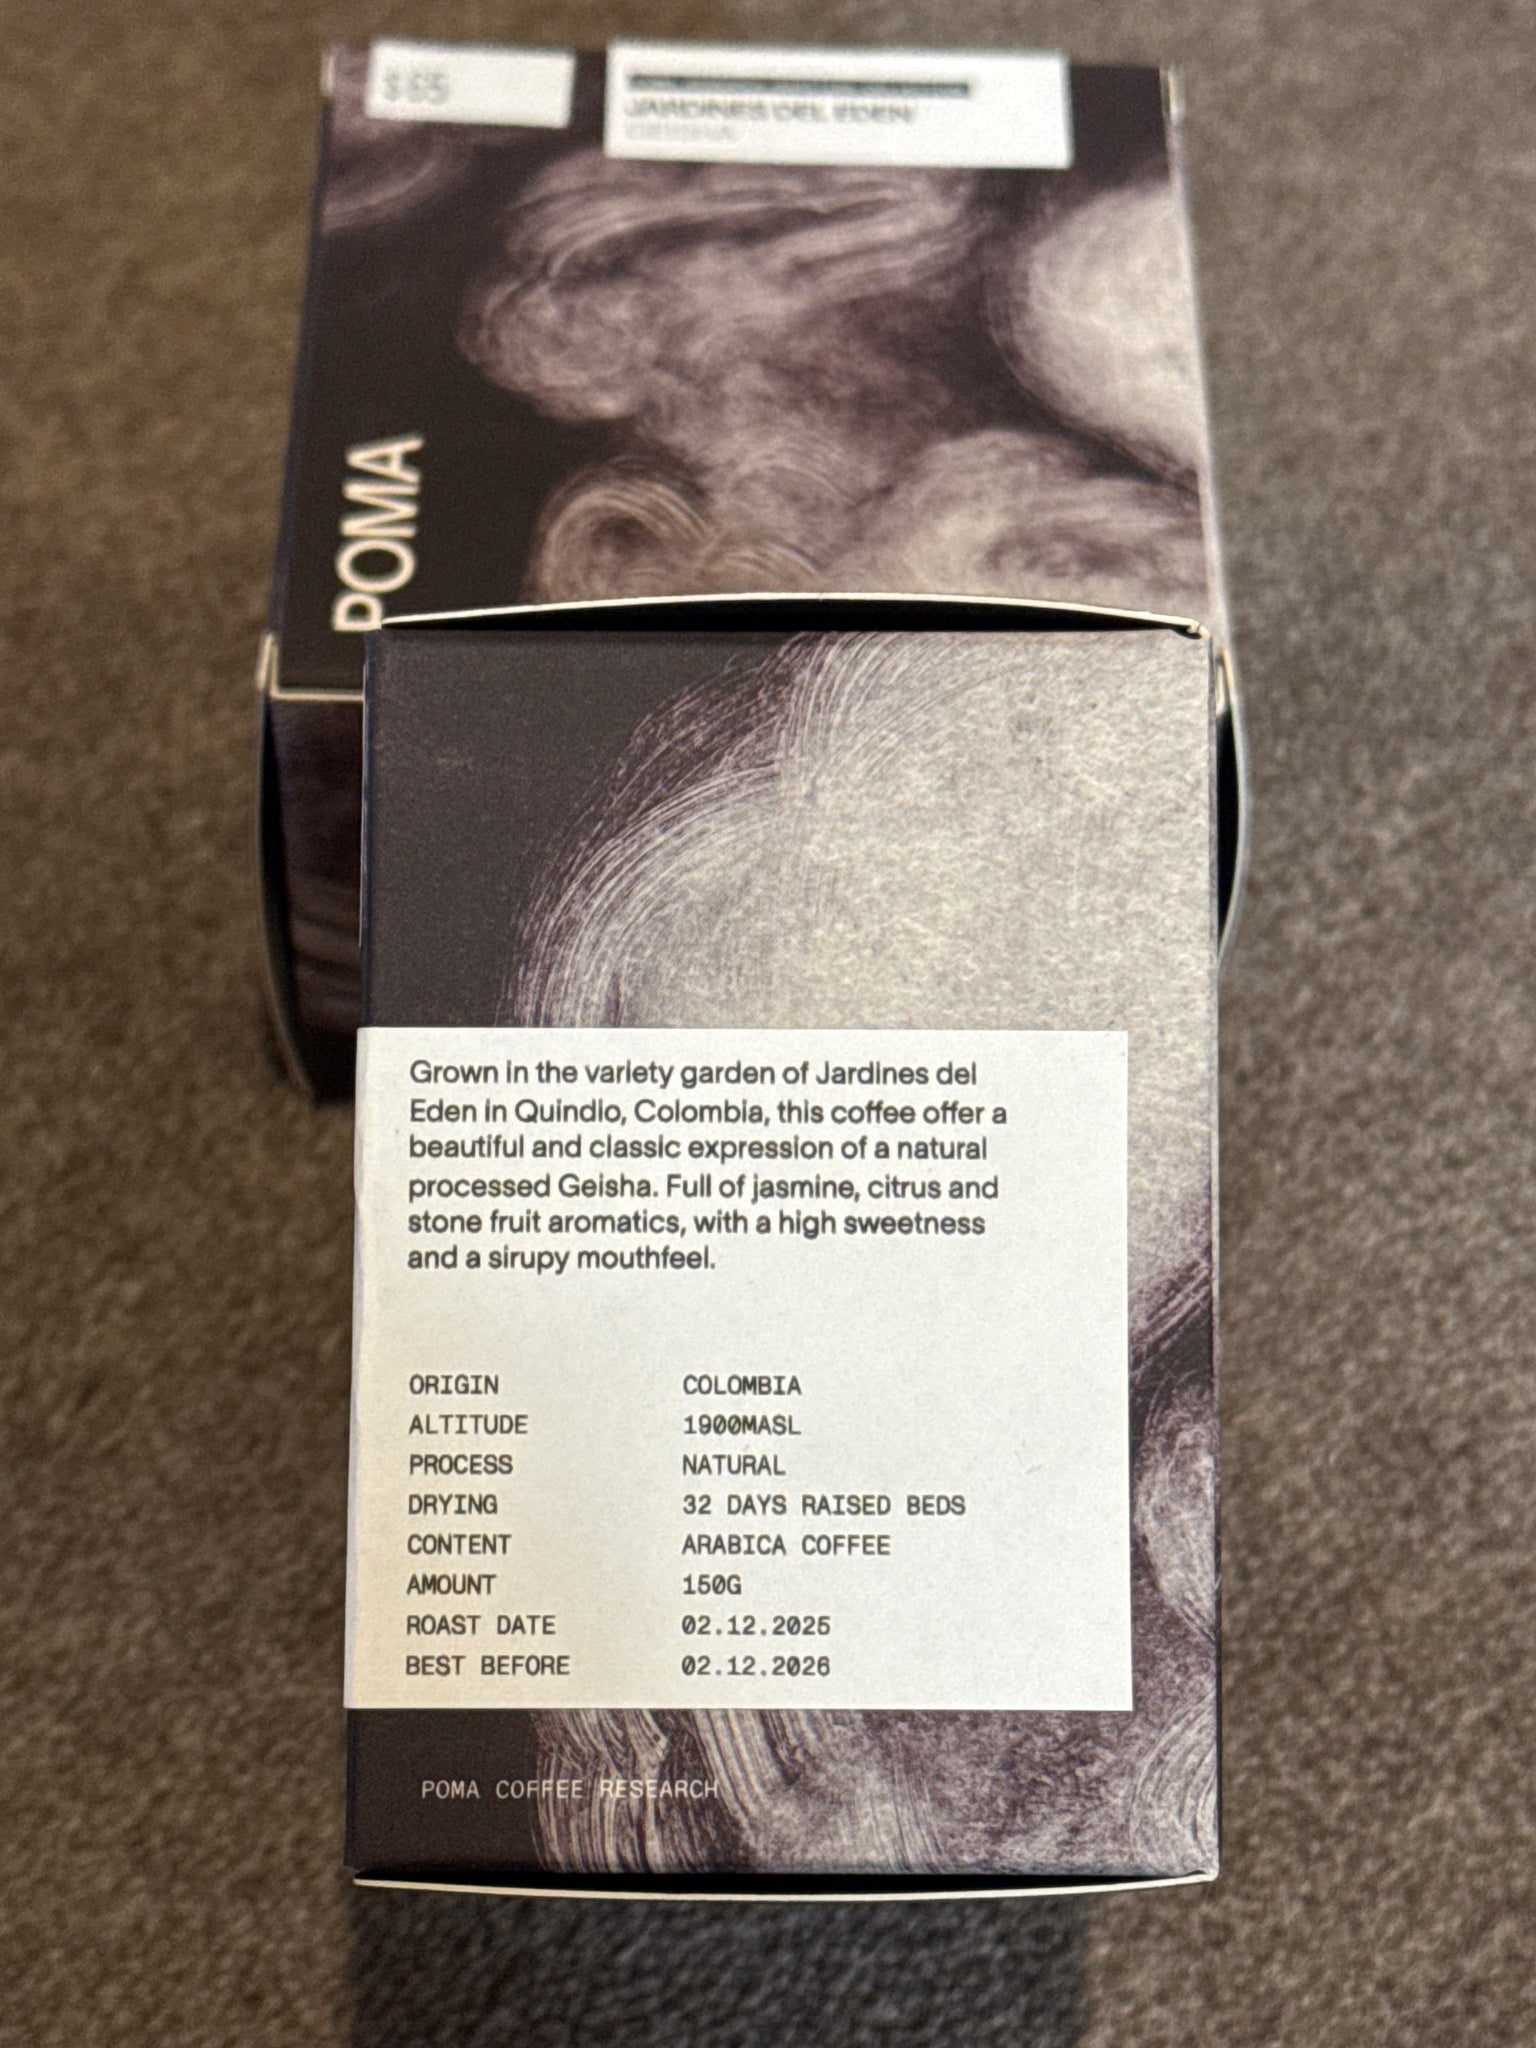 $65
JARDINES DEL EDEN/
POMA
Grown in the variety garden of Jardines del
Eden in Quindio, Colombia, this coffee offer a
beautiful and classic expression of a natural
processed Geisha. Full of jasmine, citrus and
stone fruit aromatics, with a high sweetness
and a sirupy mouthfeel.
ORIGIN COLOMBIA
ALTITUDE 1900MASL
PROCESS NATURAL
DRYING 32 DAYS RAISED BEDS
CONTENT ARABICA COFFEE
AMOUNT 150G
ROAST DATE 02.12.2025
BEST BEFORE 02.12.2026
POMA COFFEE RESEARCH